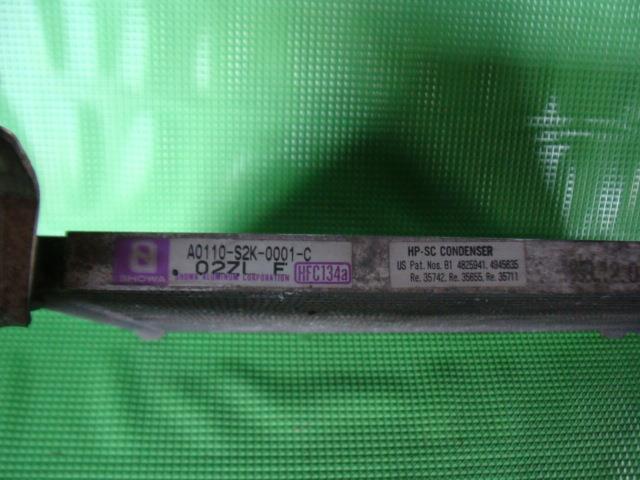 A0110-S2K-0001-C
027L F
SHOWA
SHOWA ALUMINUM CORPORATION
HFC134a
HP-SC CONDENSER
US Pat. Nos. B1 4825941. 4945635
Re. 35742. Re. 35655. Re. 35711